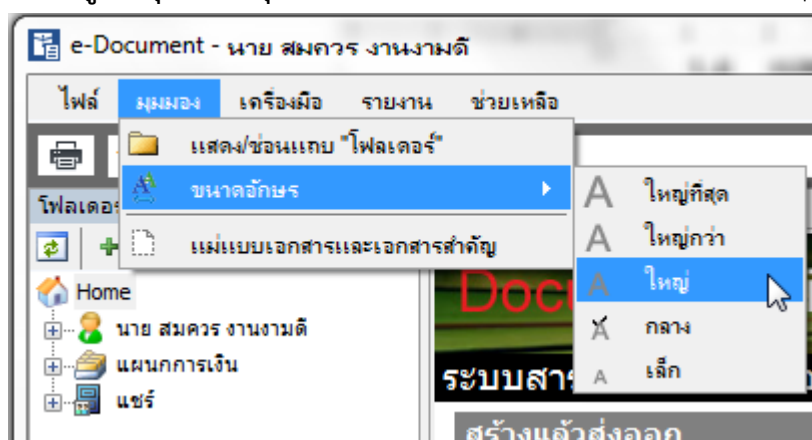 e-Document - นาย สมควร งานงามดี
ไฟล์ มุมมอง เครื่องมือ รายงาน ช่วยเหลือ
แสดง/ซ่อนแถบ "โฟลเดอร์"
ขนาดอักษร
แม่แบบเอกสารและเอกสารสำคัญ
ใหญ่ที่สุด
ใหญ่กว่า
ใหญ่
กลาง
เล็ก
Home
นาย สมควร งานงามดี
แผนกการเงิน
แชร์
สร้างแล้วส่งออก